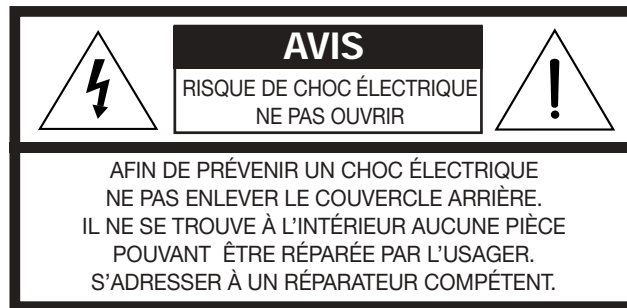 AVIS
RISQUE DE CHOC ÉLECTRIQUE
NE PAS OUVRIR
AFIN DE PRÉVENIR UN CHOC ÉLECTRIQUE
NE PAS ENLEVER LE COUVERCLE ARRIÈRE.
IL NE SE TROUVE À L'INTÉRIEUR AUCUNE PIÈCE
POUVANT ÊTRE RÉPARÉE PAR L'USAGER.
S'ADRESSER À UN RÉPARATEUR COMPÉTENT.